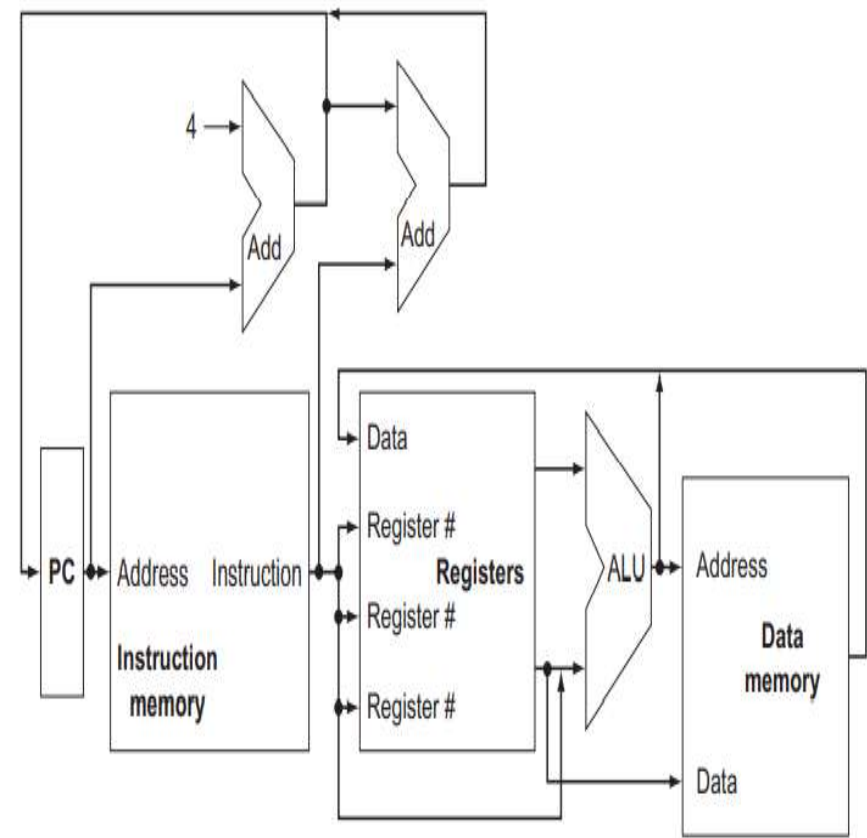 4
Add
Add
Data
Register #
PC
Address
Instruction
Registers
ALU
Address
Instruction
memory
Register #
Data
memory
Register #
Data